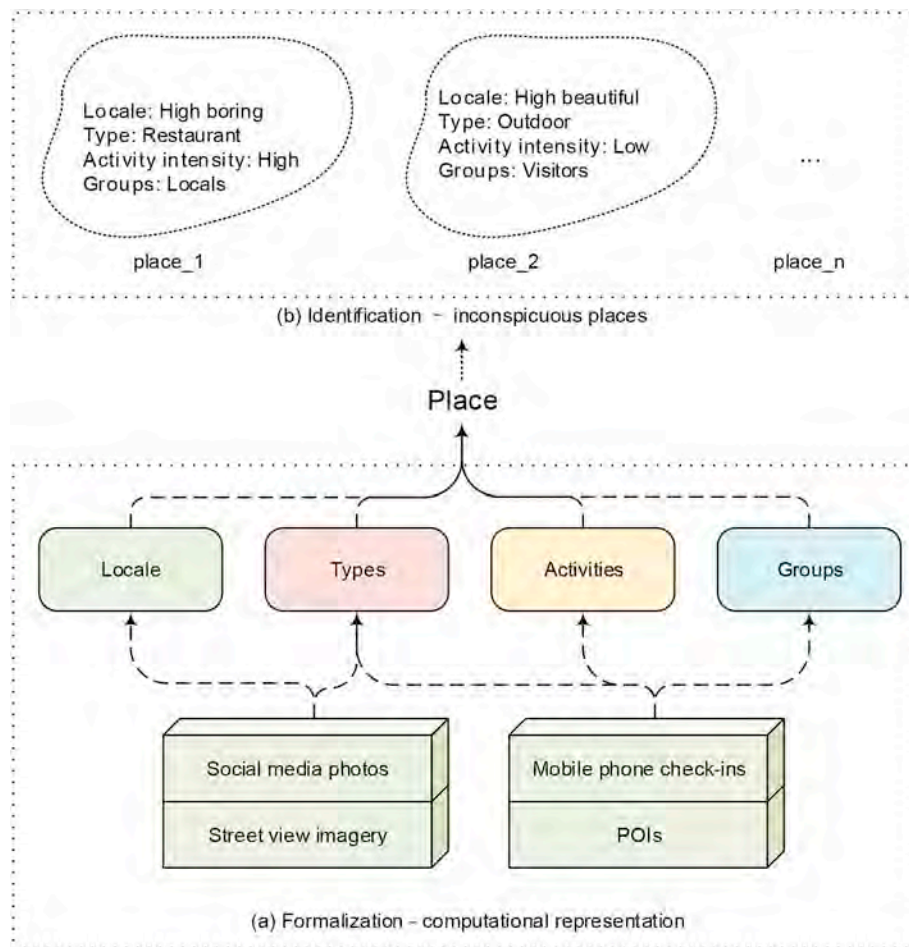 Locale: High boring
Type: Restaurant
Activity intensity: High
Groups: Locals
Locale: High beautiful
Type: Outdoor
Activity intensity: Low
Groups: Visitors
...
place_1
place_2
place_n
(b) Identification - inconspicuous places
Place
Locale
Types
Activities
Groups
Social media photos
Street view imagery
Mobile phone check-ins
POIs
(a) Formalization - computational representation